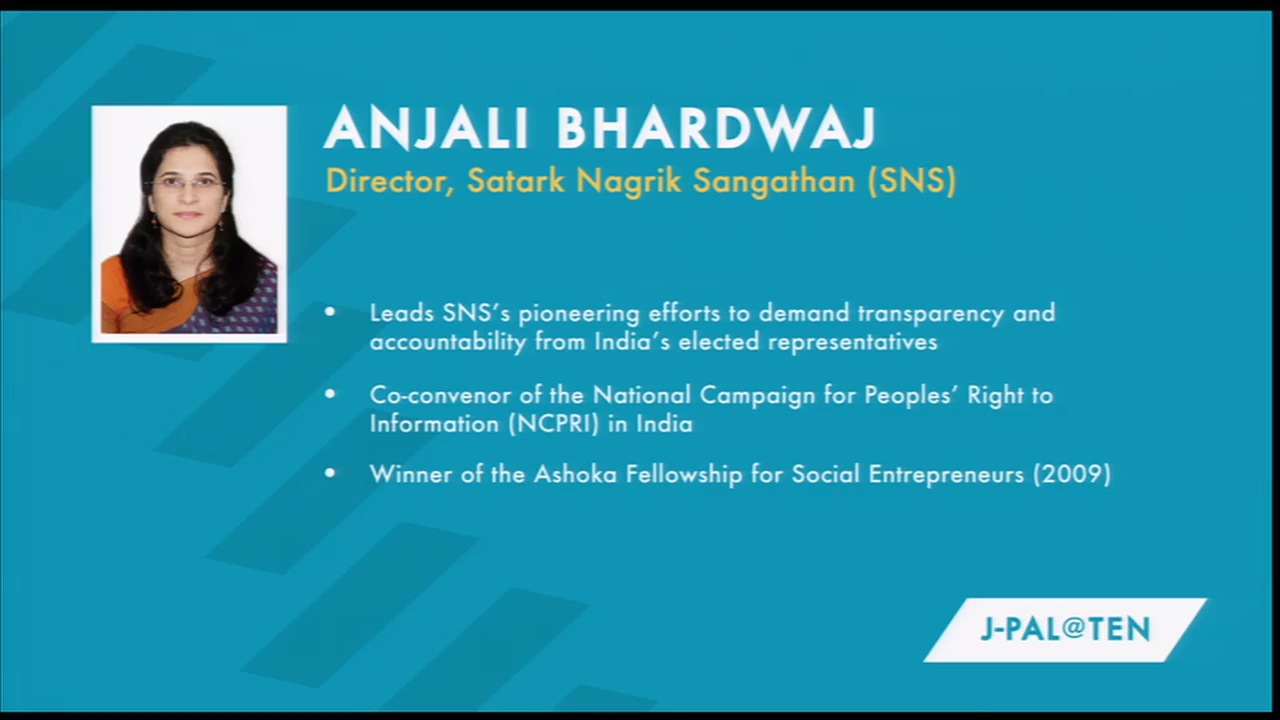 ANJALI BHARDWAJ
Director, Satark Nagrik Sangathan (SNS)
• Leads SNS’s pioneering efforts to demand transparency and
accountability from India’s elected representatives
• Co-convenor of the National Campaign for Peoples’ Right to
Information (NCPRI) in India
• Winner of the Ashoka Fellowship for Social Entrepreneurs (2009)
J-PAL@TEN